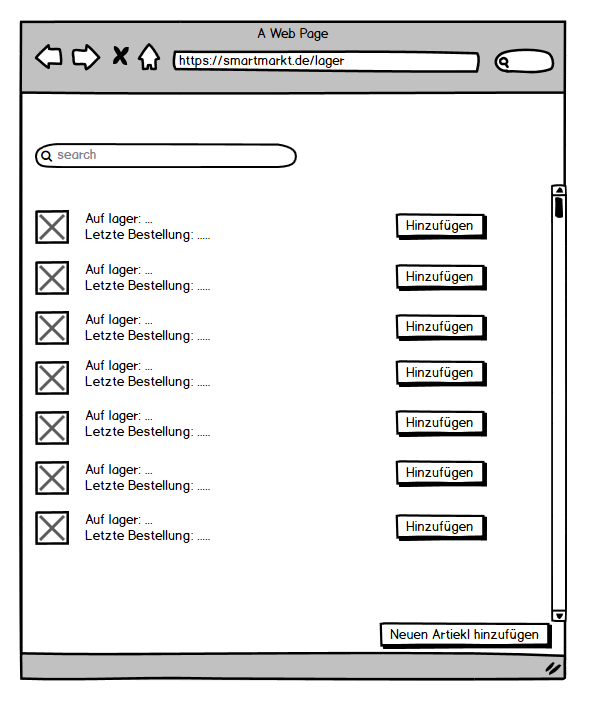 A Web Page
https://smartmarkt.de/lager
search
Auf lager: ...
Letzte Bestellung: .....
Hinzufügen
Auf lager: ...
Letzte Bestellung: .....
Hinzufügen
Auf lager: ...
Letzte Bestellung: .....
Hinzufügen
Auf lager: ...
Letzte Bestellung: .....
Hinzufügen
Auf lager: ...
Letzte Bestellung: .....
Hinzufügen
Auf lager: ...
Letzte Bestellung: .....
Hinzufügen
Auf lager: ...
Letzte Bestellung: .....
Hinzufügen
Neuen Artiekl hinzufügen